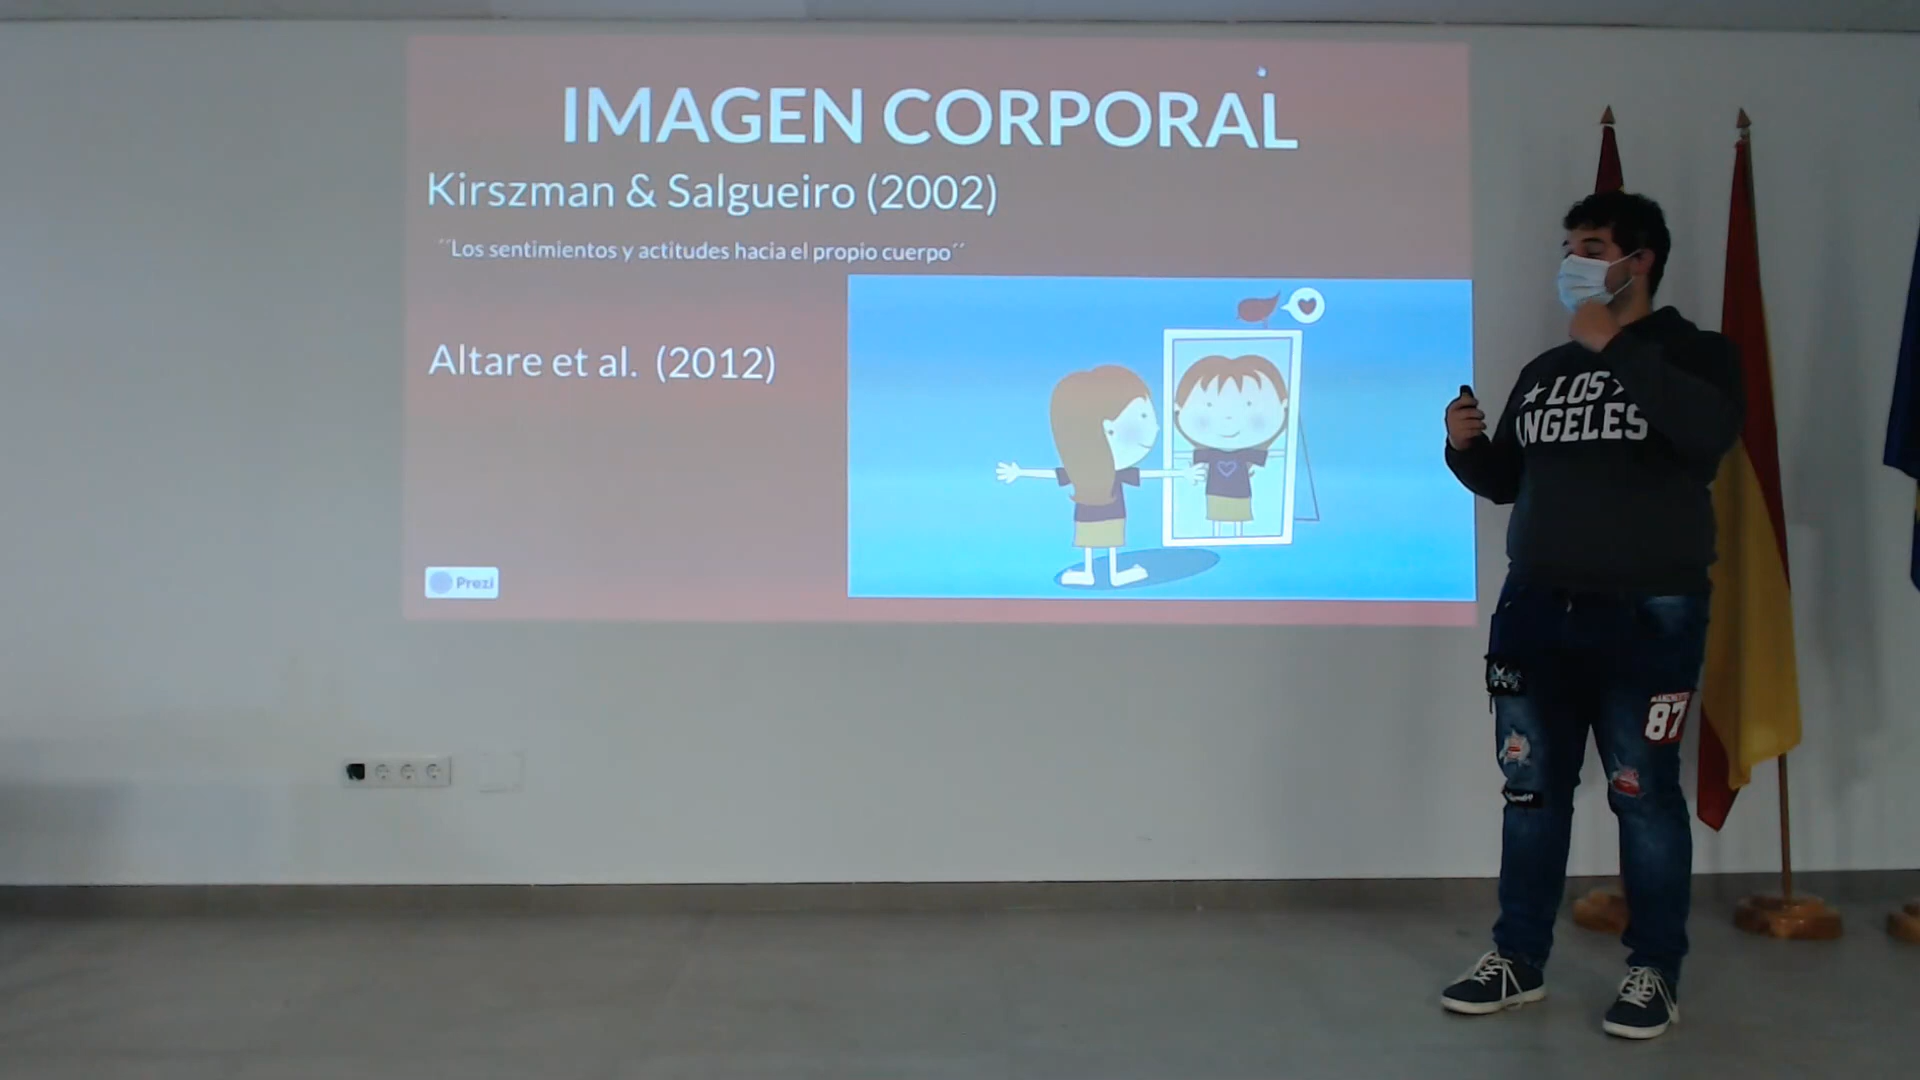 IMAGEN CORPORAL
Kirszman & Salgueiro (2002)
´´Los sentimientos y actitudes hacia el propio cuerpo´´
Altare et al. (2012)
Prezi
LOS
ANGELES
87